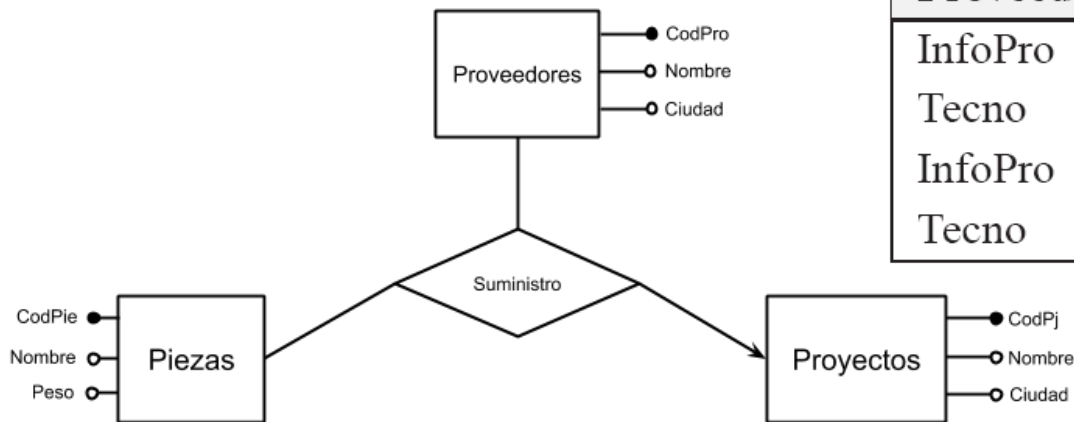 CodPro
Proveedores
Nombre
Ciudad
InfoPro
Tecno
InfoPro
Tecno
Suministro
CodPie
Nombre
Peso
Piezas
Proyectos
CodPj
Nombre
Ciudad